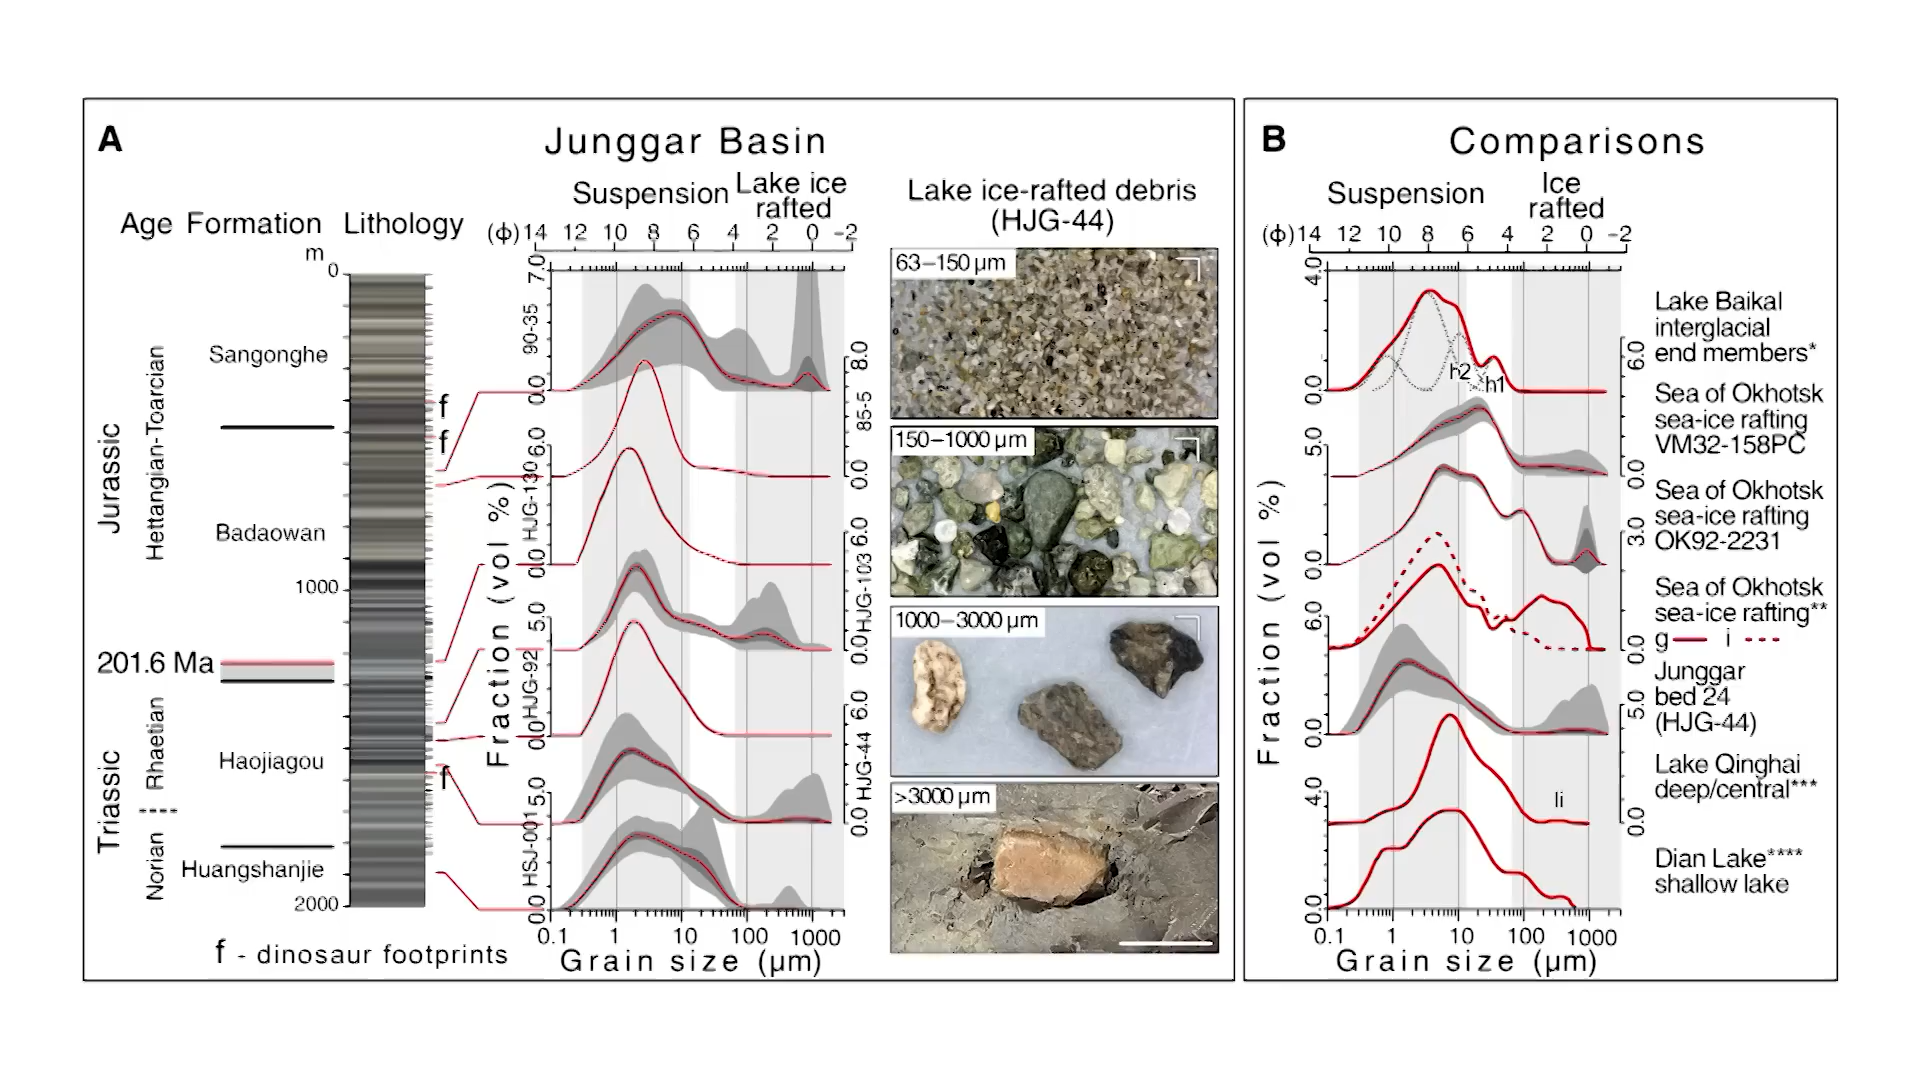 A
Junggar Basin
Age Formation Lithology
Suspension
Lake ice
rafted
(ϕ) 14 12 10 8 6 4 2 0 -2
m
0
1000
2000
Jurassic
Hettangian-Toarcian
Sangonghe
Badaowan
201.6 Ma
Triassic
Rhaetian
Norian
Haojiagou
Huangshanjie
f
f
f
f - dinosaur footprints
Fraction (vol %)
7.0
90-35
0.0
8.0
85-5
0.0
6.0
HJG-130
0.0
6.0
HJG-103
0.0
5.0
HJG-92
0.0
6.0
HJG-44
0.0
5.0
HSJ-001
0.0
0.1 1 10 100 1000
Grain size (μm)
Lake ice-rafted debris
(HJG-44)
63–150 μm
150–1000 μm
1000–3000 μm
>3000 μm
B
Comparisons
Suspension
Ice
rafted
(ϕ) 14 12 10 8 6 4 2 0 -2
Fraction (vol %)
4.0
0.0
6.0
0.0
5.0
0.0
3.0
0.0
6.0
0.0
5.0
0.0
4.0
0.0
h2
h1
li
0.1 1 10 100 1000
Grain size (μm)
Lake Baikal
interglacial
end members*
Sea of Okhotsk
sea-ice rafting
VM32-158PC
Sea of Okhotsk
sea-ice rafting
OK92-2231
Sea of Okhotsk
sea-ice rafting**
g i
Junggar
bed 24
(HJG-44)
Lake Qinghai
deep/central***
Dian Lake****
shallow lake